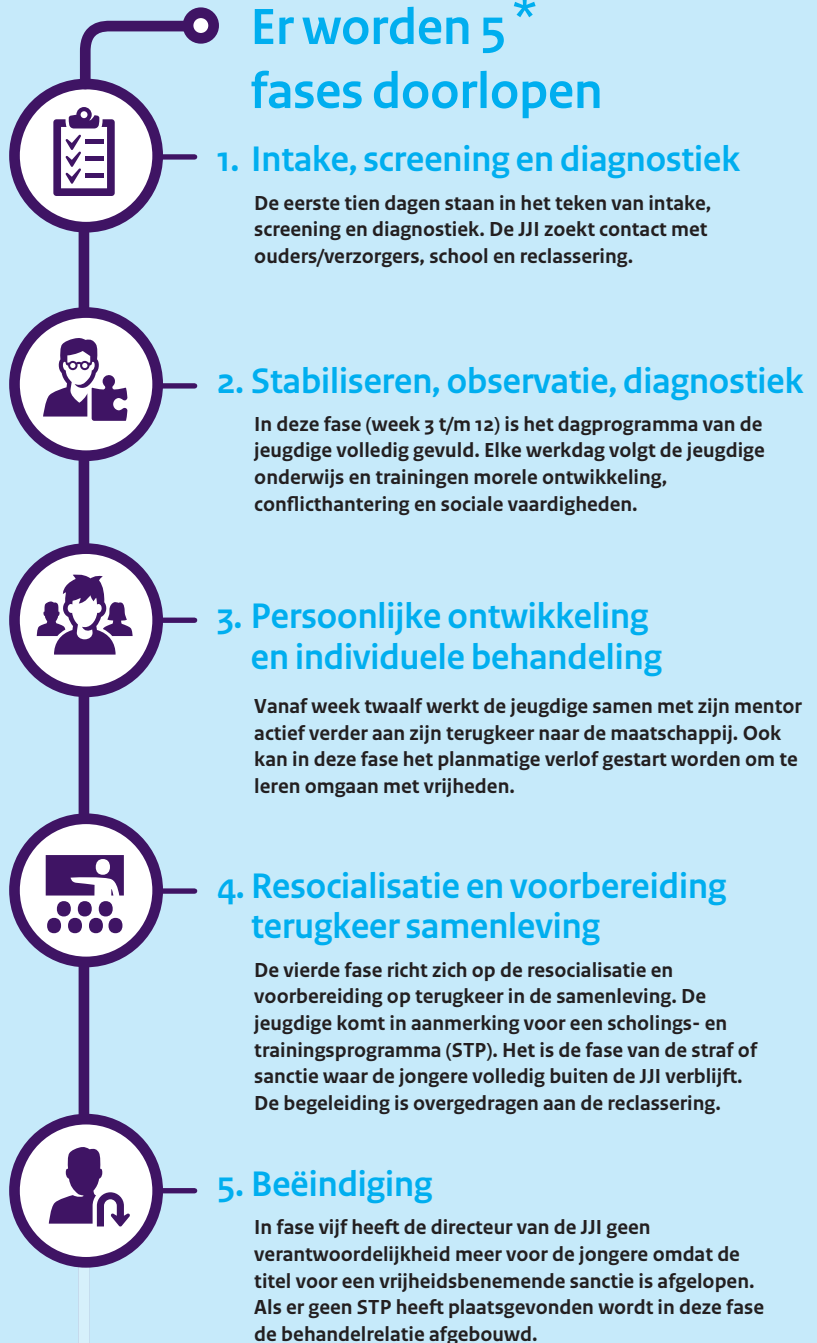 Er worden 5*
fases doorlopen
1. Intake, screening en diagnostiek
De eerste tien dagen staan in het teken van intake,
screening en diagnostiek. De JJI zoekt contact met
ouders/verzorgers, school en reclassering.
2. Stabiliseren, observatie, diagnostiek
In deze fase (week 3 t/m 12) is het dagprogramma van de
jeugdige volledig gevuld. Elke werkdag volgt de jeugdige
onderwijs en trainingen morele ontwikkeling,
conflicthantering en sociale vaardigheden.
3. Persoonlijke ontwikkeling
en individuele behandeling
Vanaf week twaalf werkt de jeugdige samen met zijn mentor
actief verder aan zijn terugkeer naar de maatschappij. Ook
kan in deze fase het planmatige verlof gestart worden om te
leren omgaan met vrijheden.
4. Resocialisatie en voorbereiding
terugkeer samenleving
De vierde fase richt zich op de resocialisatie en
voorbereiding op terugkeer in de samenleving. De
jeugdige komt in aanmerking voor een scholings- en
trainingsprogramma (STP). Het is de fase van de straf of
sanctie waar de jongere volledig buiten de JJI verblijft.
De begeleiding is overgedragen aan de reclassering.
5. Beëindiging
In fase vijf heeft de directeur van de JJI geen
verantwoordelijkheid meer voor de jongere omdat de
titel voor een vrijheidsbenemende sanctie is afgelopen.
Als er geen STP heeft plaatsgevonden wordt in deze fase
de behandelrelatie afgebouwd.